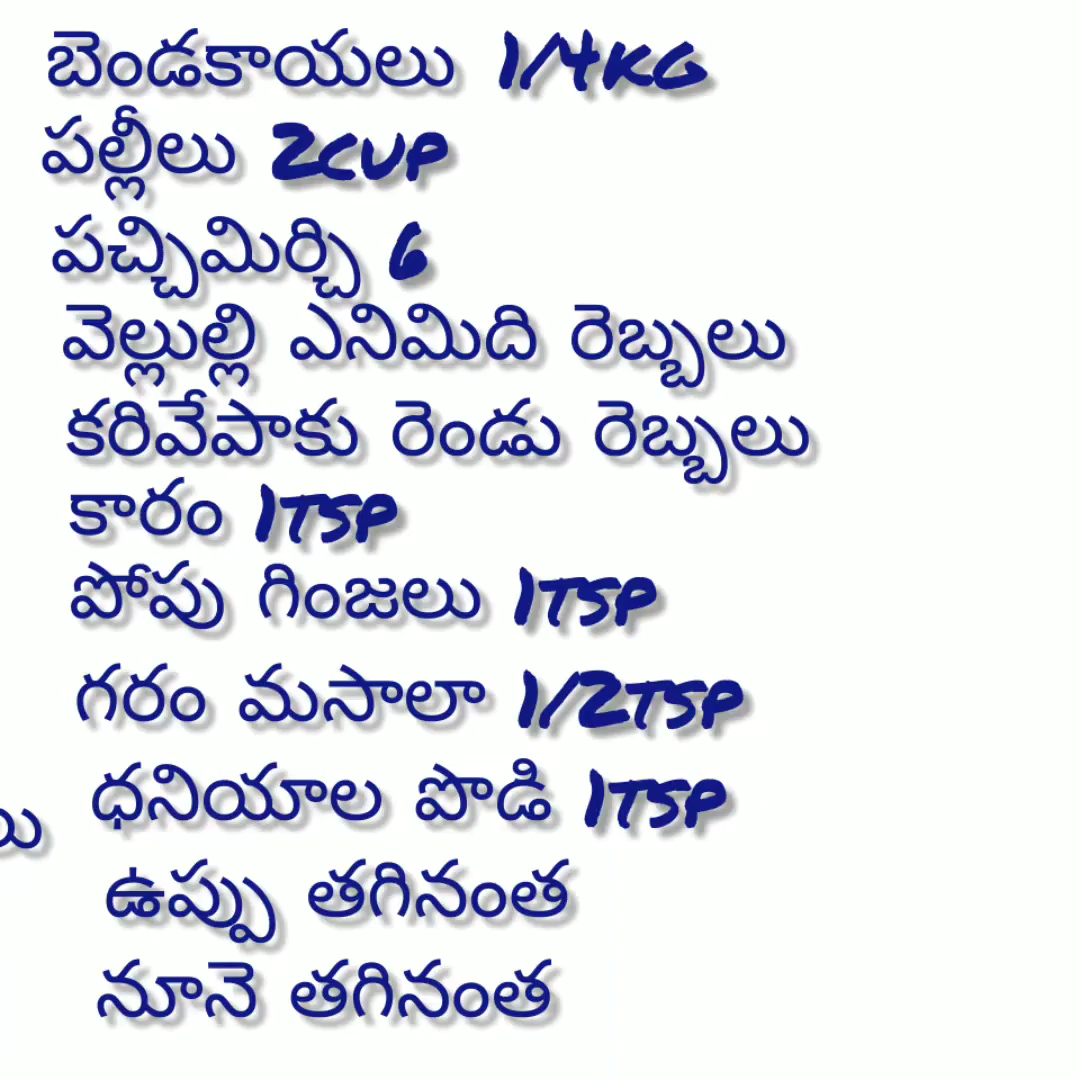 బెండకాయలు 1/4KG
పల్లీలు 2CUP
పచ్చిమిర్చి 6
వెల్లుల్లి ఎనిమిది రెబ్బలు
కరివేపాకు రెండు రెబ్బలు
కారం 1TSP
పోపు గింజలు 1TSP
గరం మసాలా 1/2TSP
ధనియాల పొడి 1TSP
ఉప్పు తగినంత
నూనె తగినంత